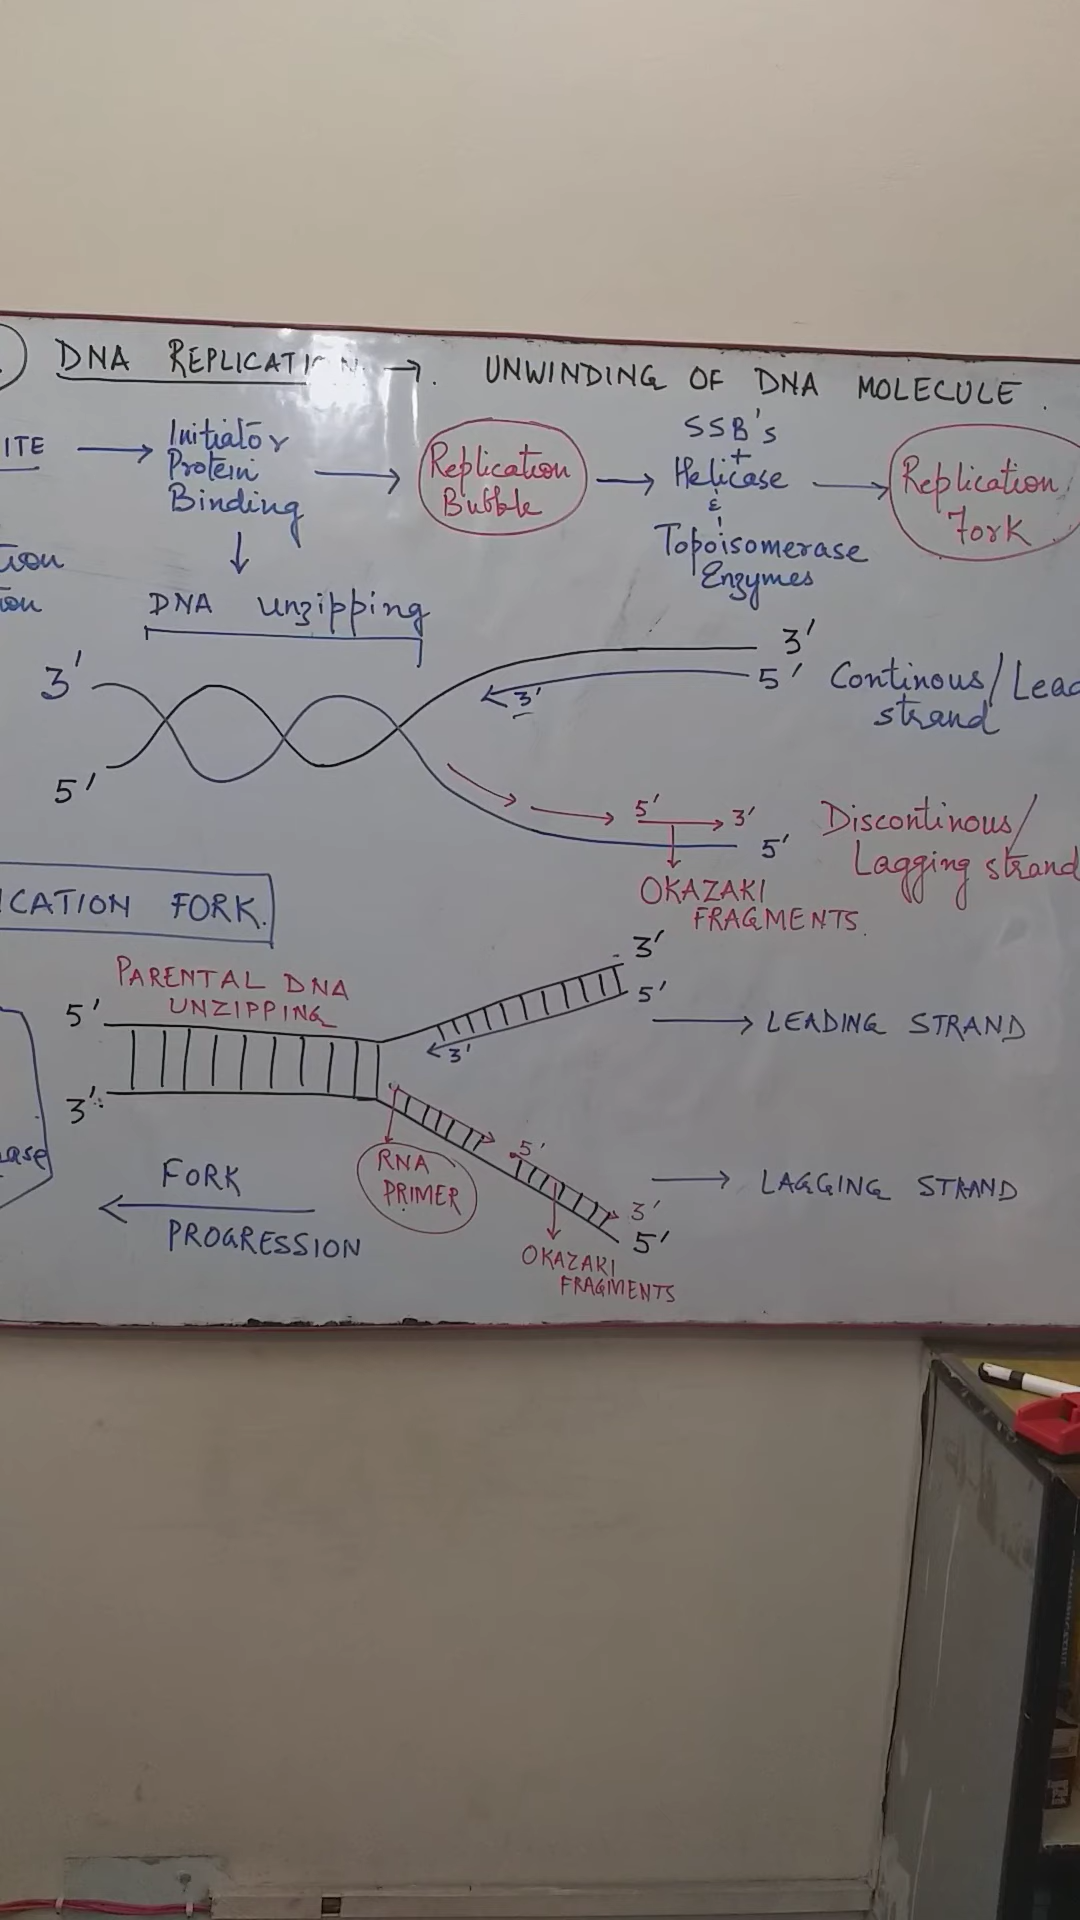 DNA REPLICATION → UNWINDING OF DNA MOLECULE.
ITE → Initiator Protein Binding → Replication Bubble → SSB's + Helicase & Topoisomerase Enzymes → Replication Fork
↓
DNA unzipping
3'
5'
3'
5'
3'
Continous/Lead
strand
5' 3'
5'
Discontinous/
Lagging strand
OKAZAKI
FRAGMENTS.
ICATION FORK.
PARENTAL DNA
UNZIPPING
5'
3'
3'
5'
3'
→ LEADING STRAND
RNA
PRIMER
5'
3'
5'
→ LAGGING STRAND
OKAZAKI
FRAGMENTS
FORK
PROGRESSION
ase